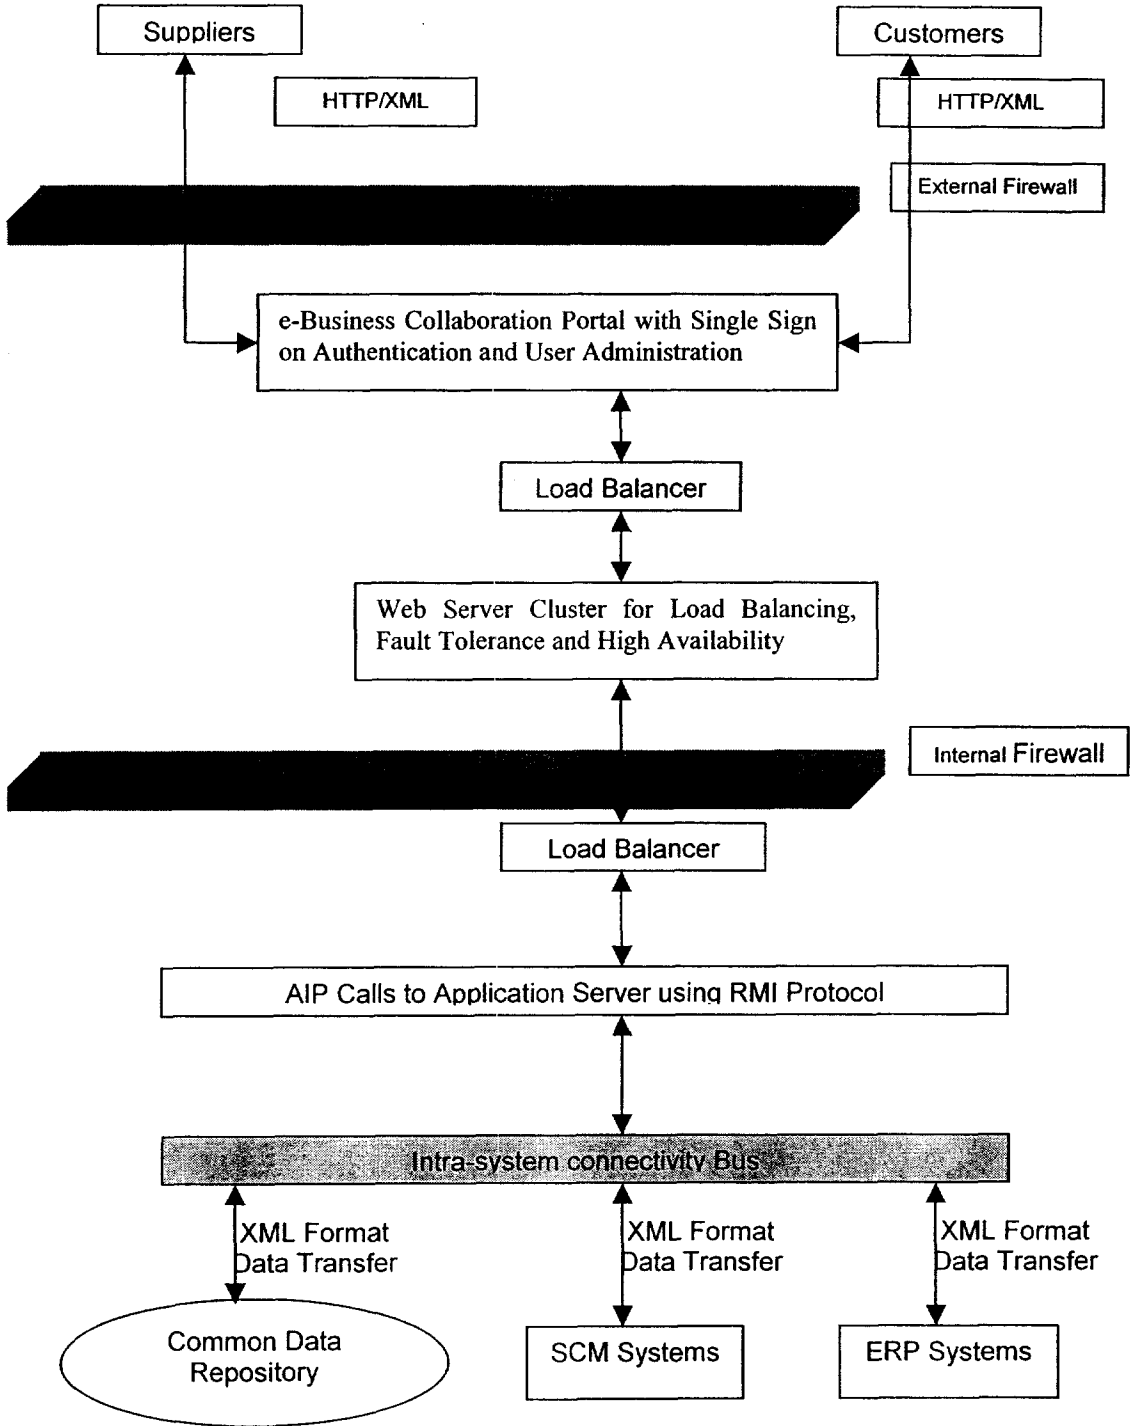 Suppliers
Customers
HTTP/XML
HTTP/XML
External Firewall
e-Business Collaboration Portal with Single Sign
on Authentication and User Administration
Load Balancer
Web Server Cluster for Load Balancing,
Fault Tolerance and High Availability
Internal Firewall
Load Balancer
AIP Calls to Application Server using RMI Protocol
Intra-system connectivity Bus
XML Format
Data Transfer
XML Format
Data Transfer
XML Format
Data Transfer
Common Data
Repository
SCM Systems
ERP Systems